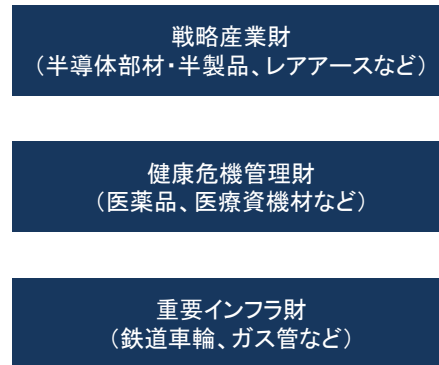 戦略産業財
（半導体部材・半製品、レアアースなど）
健康危機管理財
（医薬品、医療資機材など）
重要インフラ財
（鉄道車輪、ガス管など）